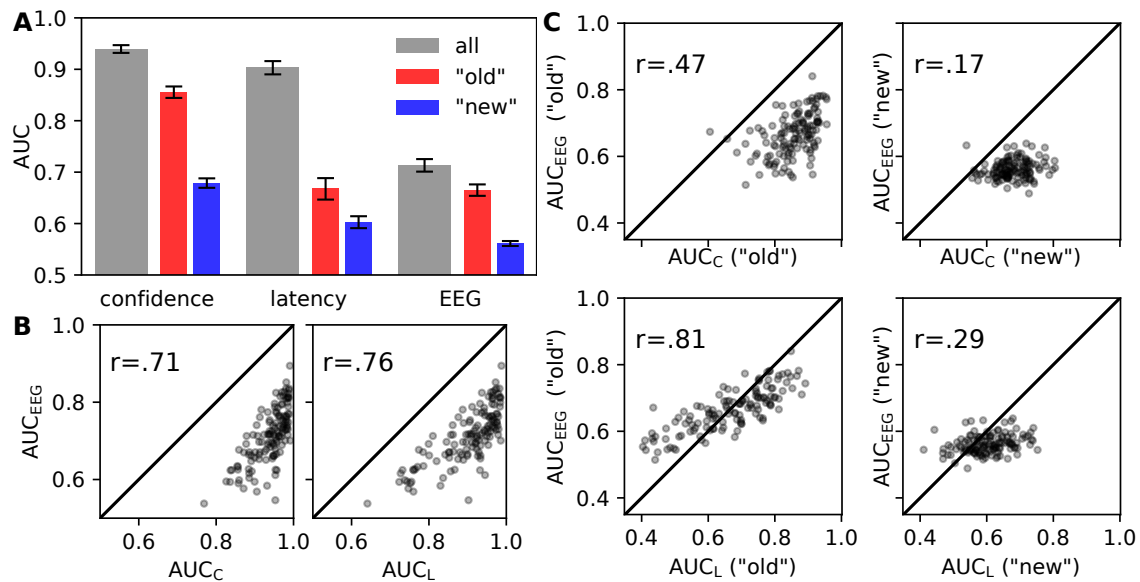 A
AUC
1.0
0.9
0.8
0.7
0.6
0.5
all
"old"
"new"
confidence latency EEG
B
AUC_EEG
1.0
0.8
0.6
r=.71
r=.76
0.6 0.8 1.0
0.6 0.8 1.0
AUC_C
AUC_L
C
AUC_EEG ("old")
1.0
0.8
0.6
0.4
r=.47
AUC_C ("old")
AUC_EEG ("new")
r=.17
AUC_C ("new")
AUC_EEG ("old")
1.0
0.8
0.6
0.4
r=.81
0.4 0.6 0.8 1.0
AUC_L ("old")
AUC_EEG ("new")
r=.29
0.4 0.6 0.8 1.0
AUC_L ("new")